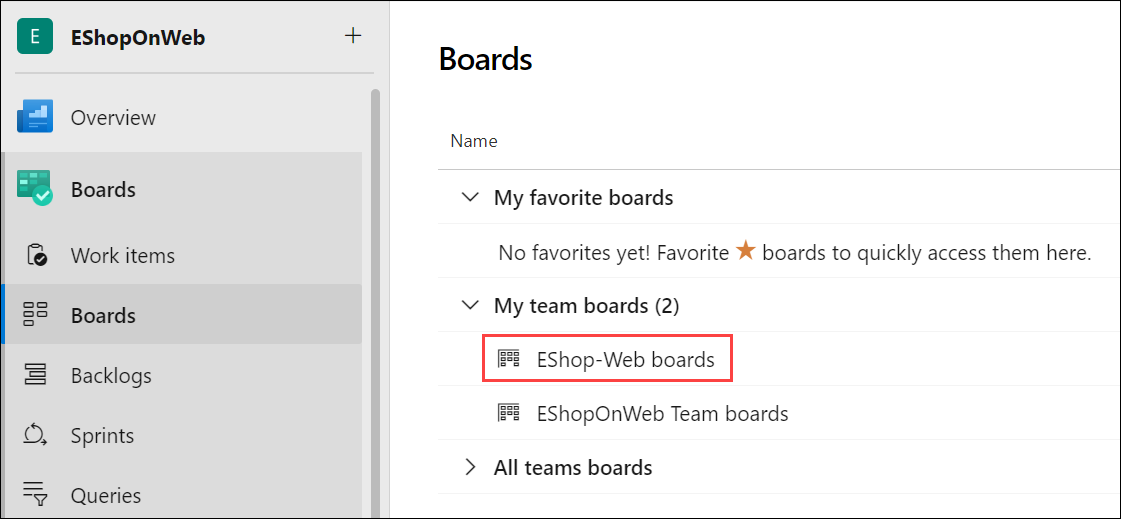 E EShopOnWeb +
Overview
Boards
Work items
Boards
Backlogs
Sprints
Queries
Boards
Name
My favorite boards
No favorites yet! Favorite ★ boards to quickly access them here.
My team boards (2)
EShop-Web boards
EShopOnWeb Team boards
All teams boards